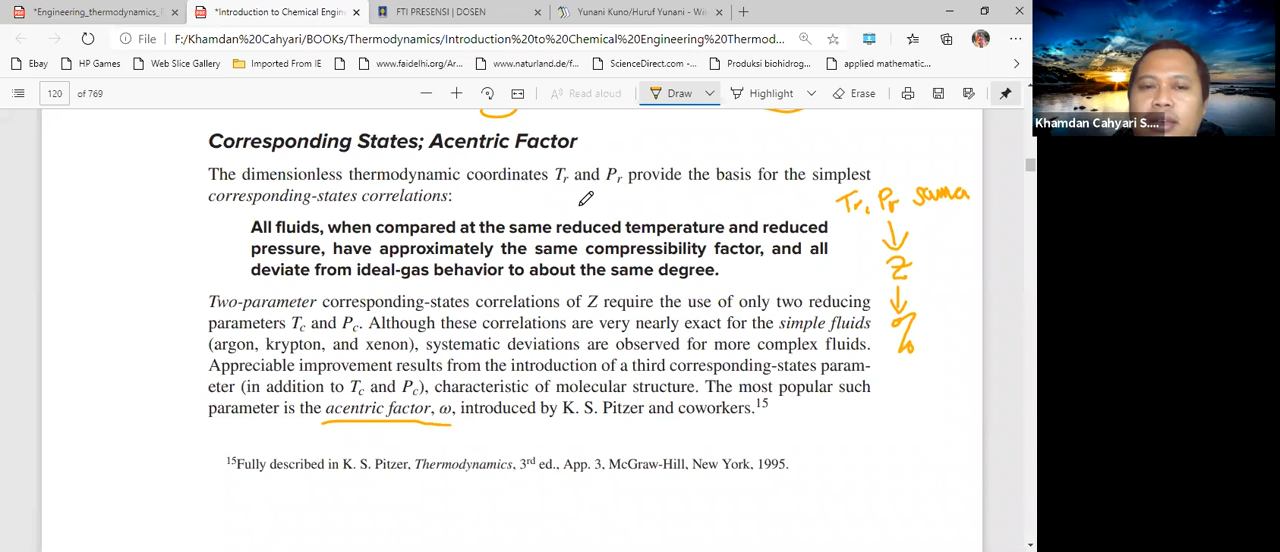 *Engineering_thermodynamics_
*Introduction to Chemical Engin
FTI PRESENSI | DOSEN
Yunani Kuno/Huruf Yunani - Wi
File
F:/Khamdan%20Cahyari/BOOKs/Thermodynamics/Introduction%20to%20Chemical%20Engineering%20Thermod...
Ebay
HP Games
Web Slice Gallery
Imported From IE
www.faidelhi.org/Ar...
www.naturland.de/f...
ScienceDirect.com -...
Produksi biohidrog...
applied mathematic...
120 of 769
Read aloud
Draw
Highlight
Erase
Khamdan Cahyari S....
Corresponding States; Acentric Factor
The dimensionless thermodynamic coordinates Tr and Pr provide the basis for the simplest
corresponding-states correlations:
Tr, Pr sama
All fluids, when compared at the same reduced temperature and reduced
pressure, have approximately the same compressibility factor, and all
deviate from ideal-gas behavior to about the same degree.
Z
%
Two-parameter corresponding-states correlations of Z require the use of only two reducing
parameters Tc and Pc. Although these correlations are very nearly exact for the simple fluids
(argon, krypton, and xenon), systematic deviations are observed for more complex fluids.
Appreciable improvement results from the introduction of a third corresponding-states param-
eter (in addition to Tc and Pc), characteristic of molecular structure. The most popular such
parameter is the acentric factor, ω, introduced by K. S. Pitzer and coworkers.15
15Fully described in K. S. Pitzer, Thermodynamics, 3rd ed., App. 3, McGraw-Hill, New York, 1995.